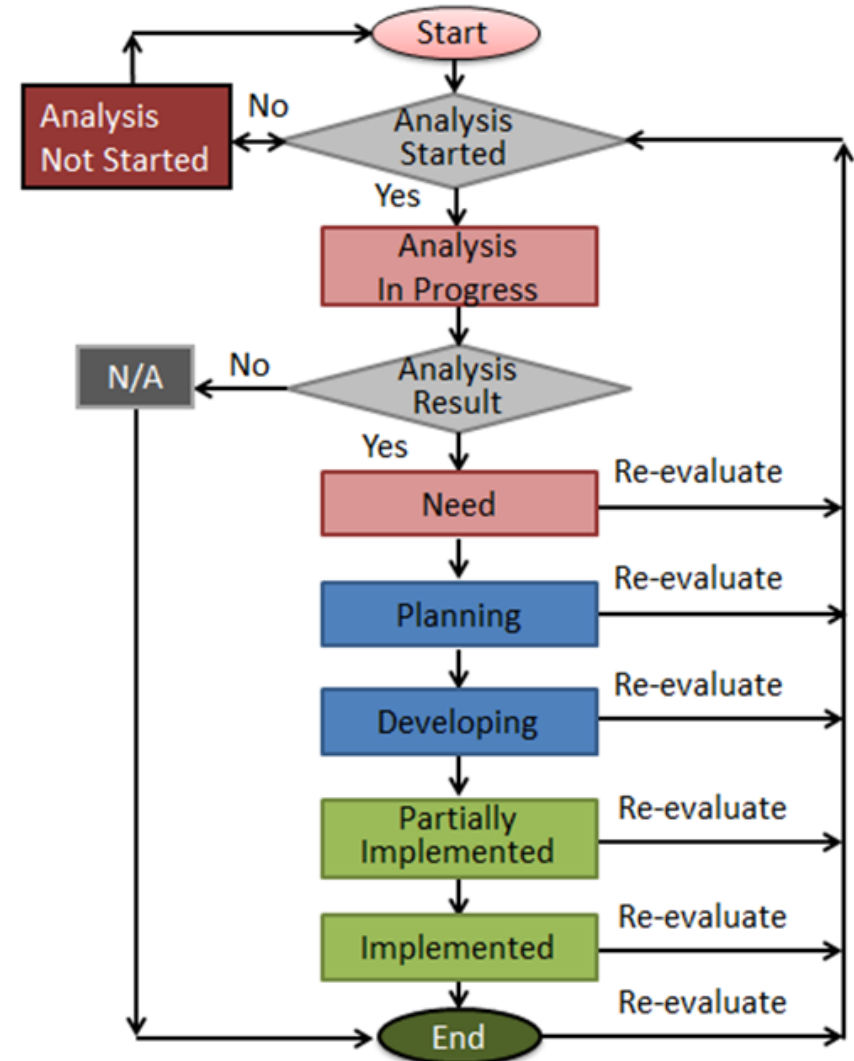 Start
No
Analysis
Not Started
Analysis
Started
Yes
Analysis
In Progress
N/A
No
Analysis
Result
Yes
Need
Re-evaluate
Planning
Re-evaluate
Developing
Re-evaluate
Partially
Implemented
Re-evaluate
Implemented
Re-evaluate
End
Re-evaluate